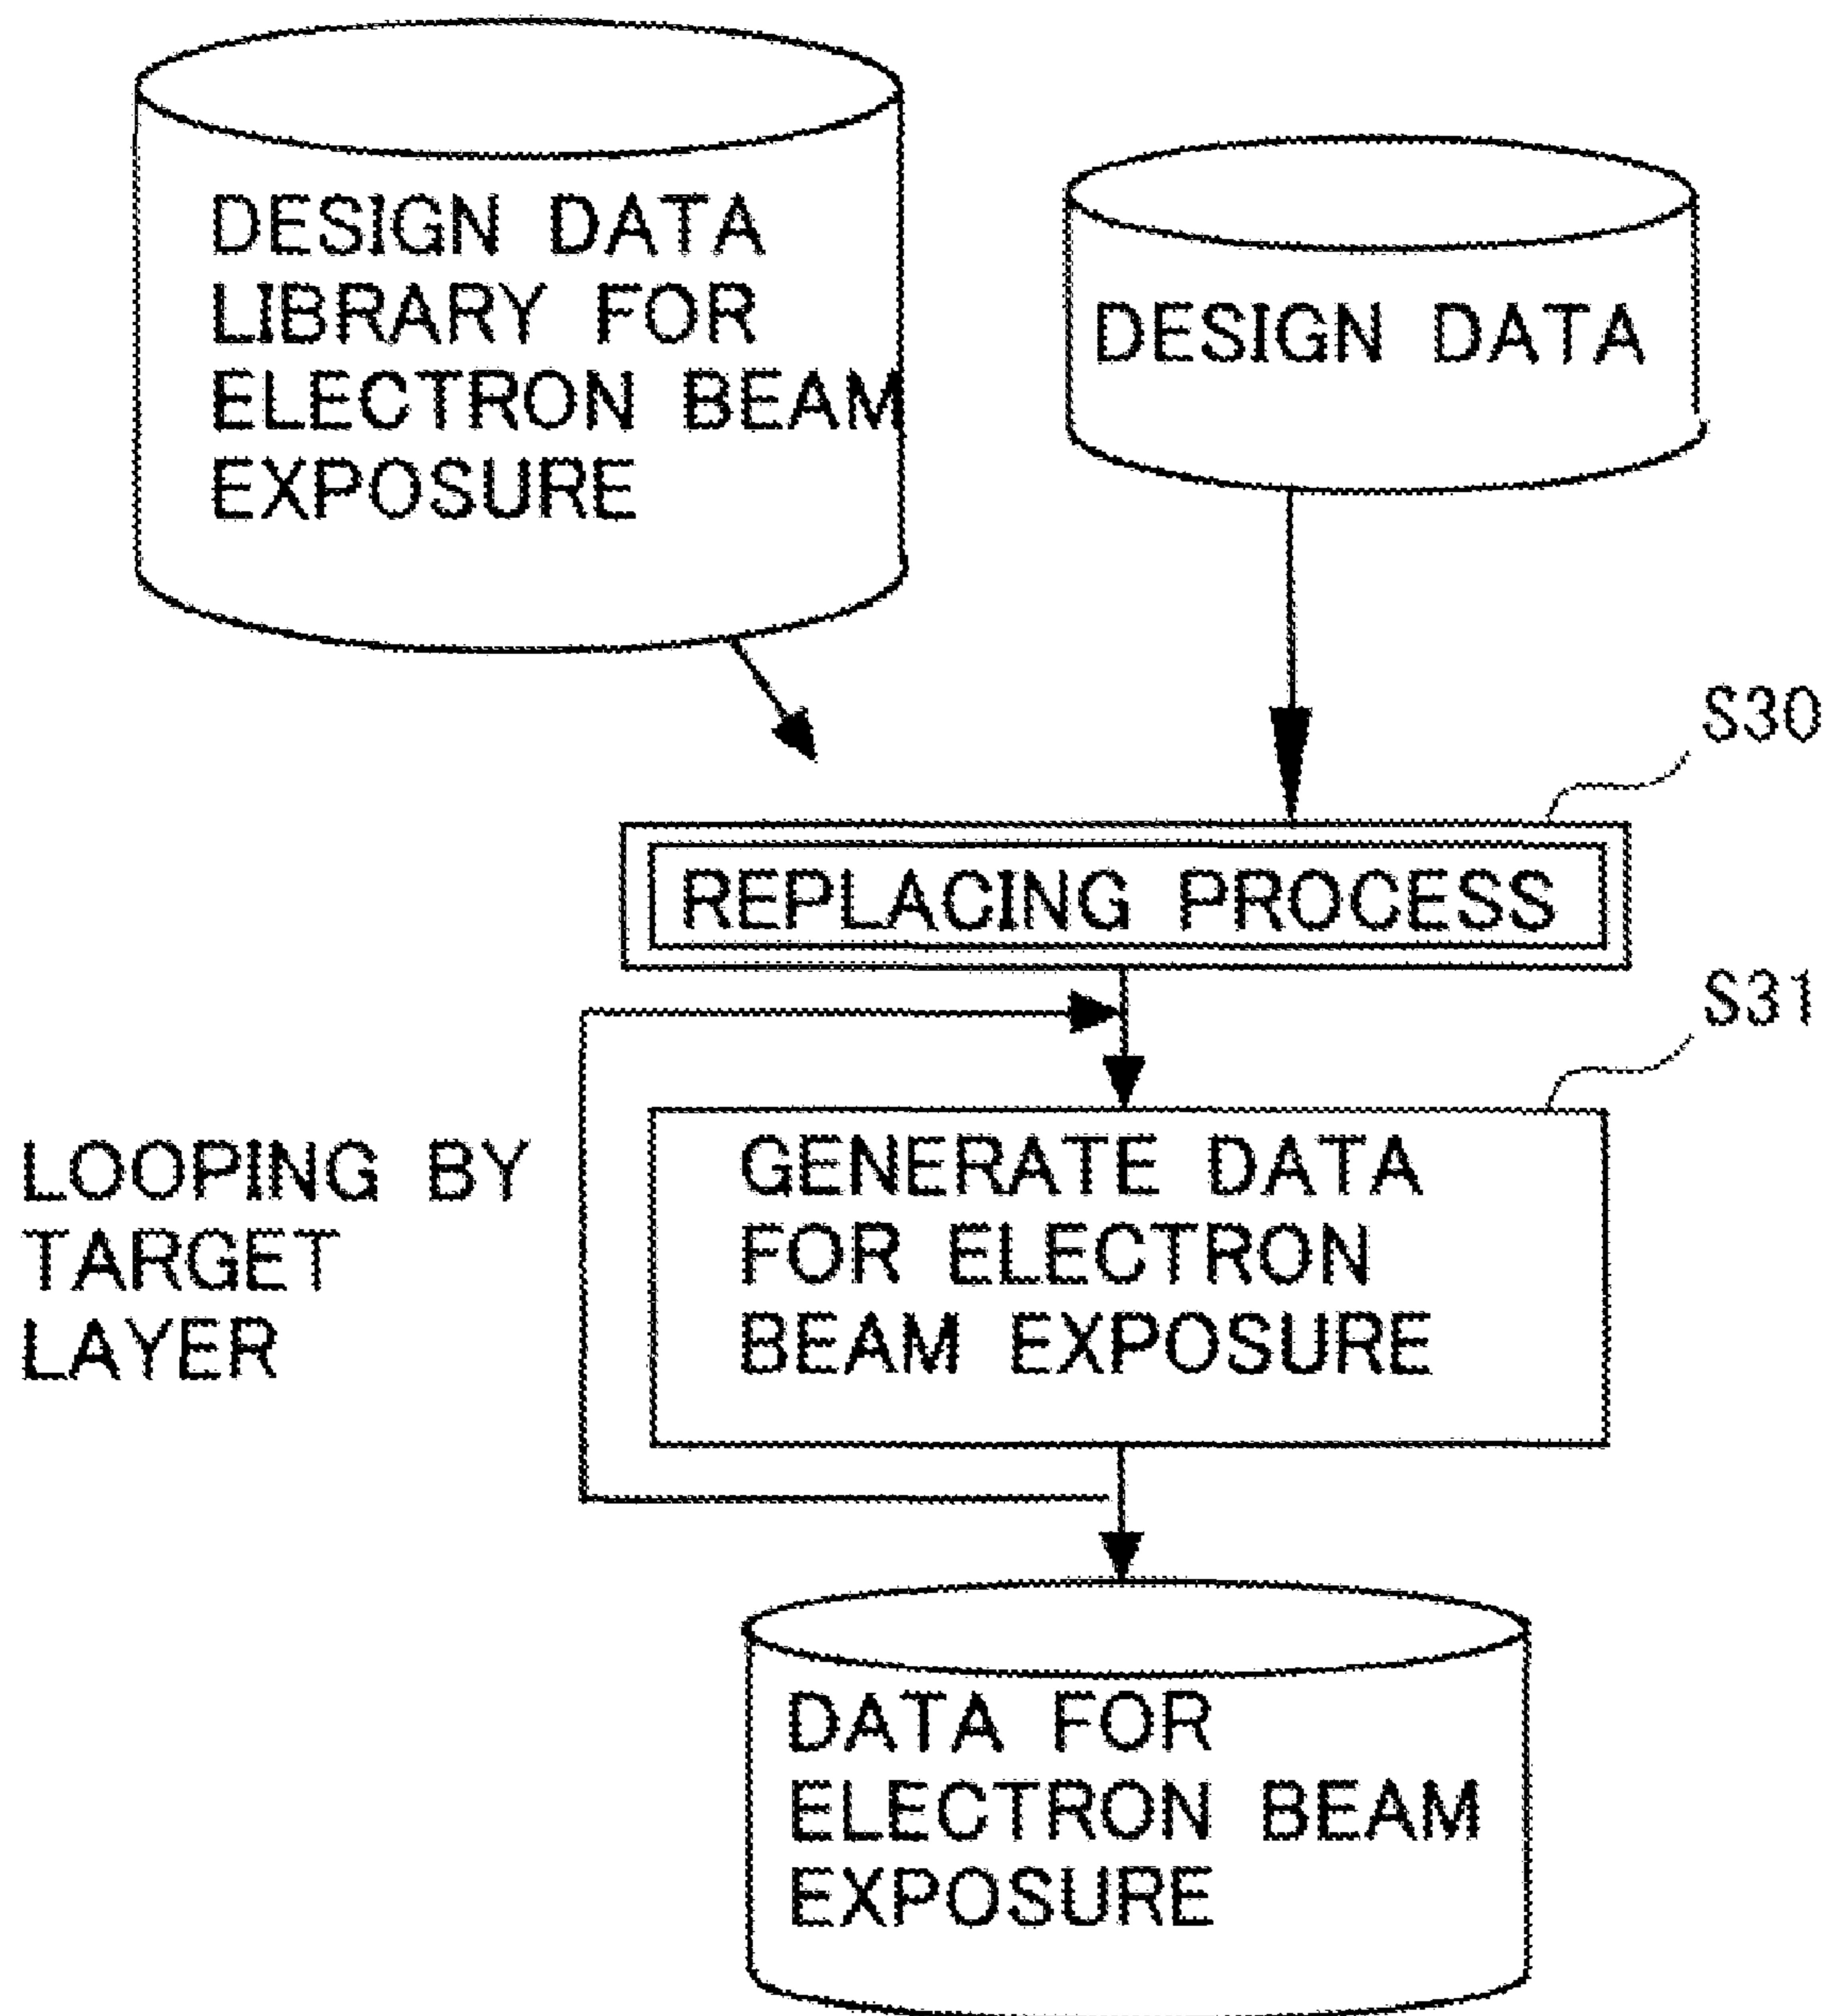 DESIGN DATA
LIBRARY FOR
ELECTRON BEAM
EXPOSURE
DESIGN DATA
S30
REPLACING PROCESS
S31
LOOPING BY
TARGET
LAYER
GENERATE DATA
FOR ELECTRON
BEAM EXPOSURE
DATA FOR
ELECTRON BEAM
EXPOSURE